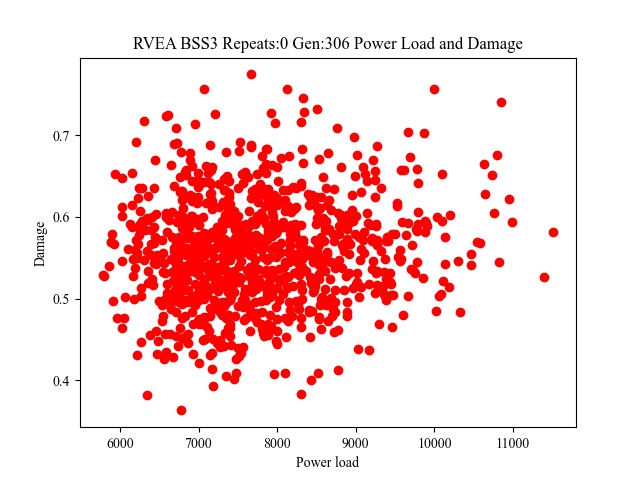 RVEA BSS3 Repeats:0 Gen:306 Power Load and Damage
0.7
0.6
0.5
0.4
Damage
6000 7000 8000 9000 10000 11000
Power load